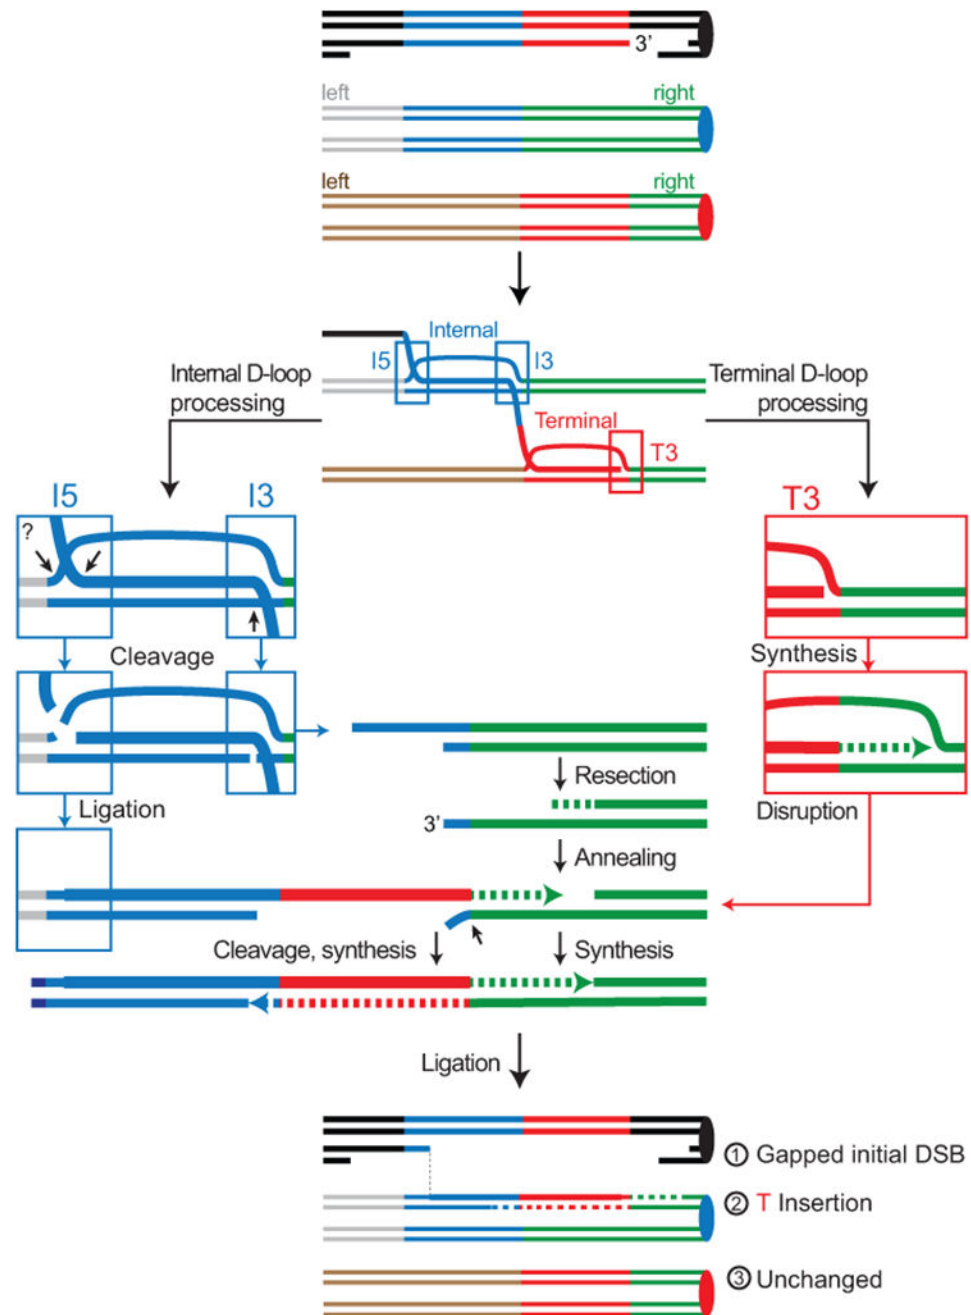 3'
left right
left right
Internal
I5 I3
Internal D-loop
processing
Terminal D-loop
processing
Terminal
T3
I5 I3
T3
?
Cleavage
Synthesis
Resection
Ligation
Disruption
3'
Annealing
Cleavage, synthesis
Synthesis
Ligation
1 Gapped initial DSB
2 T Insertion
3 Unchanged